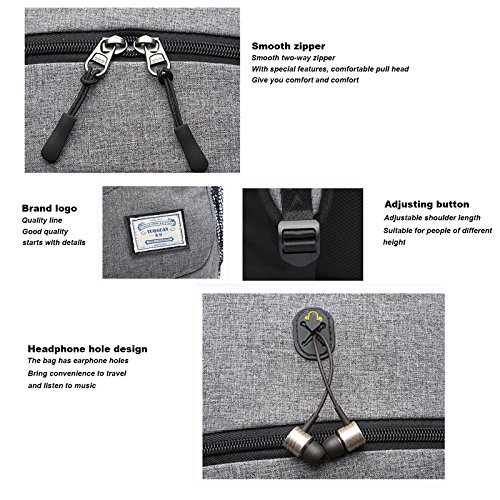 Smooth zipper
Smooth two-way zipper
With special features, comfortable pull head
Give you comfort and comfort
Brand logo
Quality line
Good quality
starts with details
Adjusting button
Adjustable shoulder length
Suitable for people of different
height
Headphone hole design
The bag has earphone holes
Bring convenience to travel
and listen to music